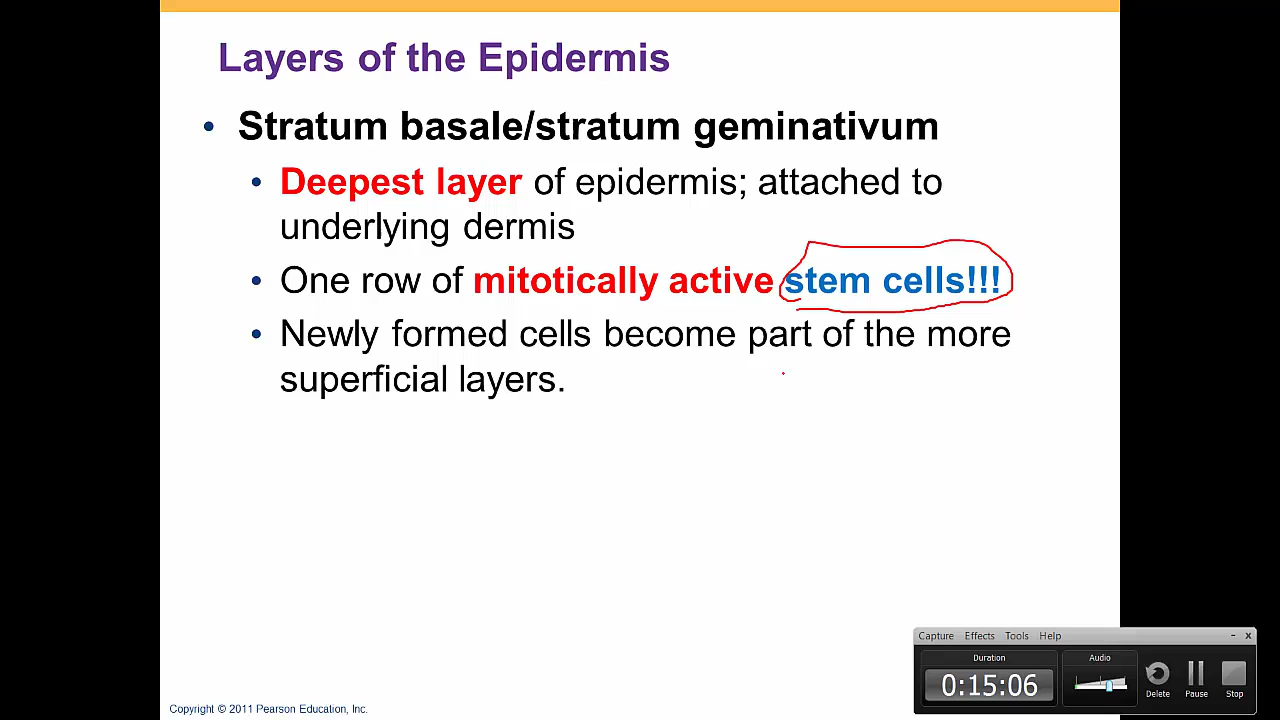 Layers of the Epidermis
• Stratum basale/stratum geminativum
• Deepest layer of epidermis; attached to
underlying dermis
• One row of mitotically active stem cells!!!
• Newly formed cells become part of the more
superficial layers.
Capture Effects Tools Help
Duration
Audio
0:15:06
Delete Pause Stop
Copyright © 2011 Pearson Education, Inc.